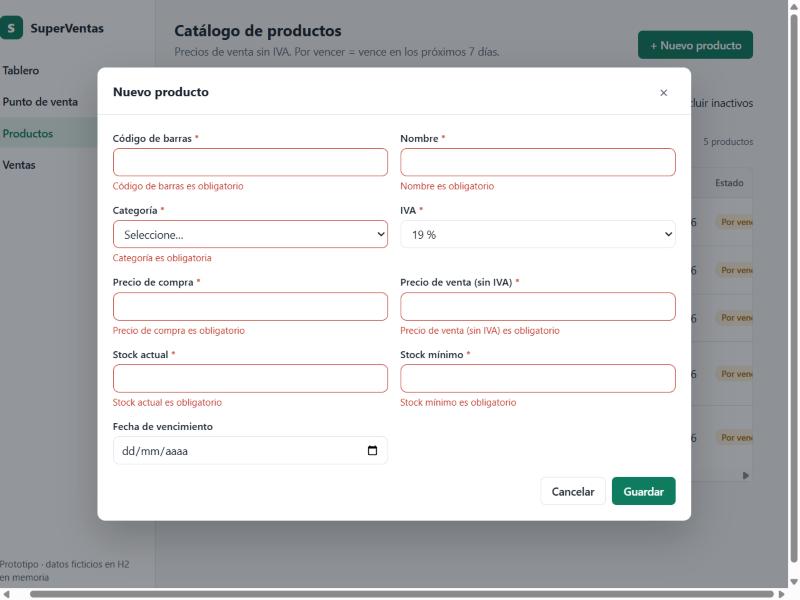 S SuperVentas
Tablero
Punto de venta
Productos
Ventas
Prototipo · datos ficticios en H2
en memoria
Catálogo de productos
Precios de venta sin IVA. Por vencer = vence en los próximos 7 días.
+ Nuevo producto
cluir inactivos
5 productos
Estado
6 Por ven
6 Por ven
6 Por ven
6 Por ven
6 Por ven
Nuevo producto ×
Código de barras * Nombre *
Código de barras es obligatorio Nombre es obligatorio
Categoría * IVA *
Seleccione... 19 %
Categoría es obligatoria
Precio de compra * Precio de venta (sin IVA) *
Precio de compra es obligatorio Precio de venta (sin IVA) es obligatorio
Stock actual * Stock mínimo *
Stock actual es obligatorio Stock mínimo es obligatorio
Fecha de vencimiento
dd/mm/aaaa
Cancelar Guardar